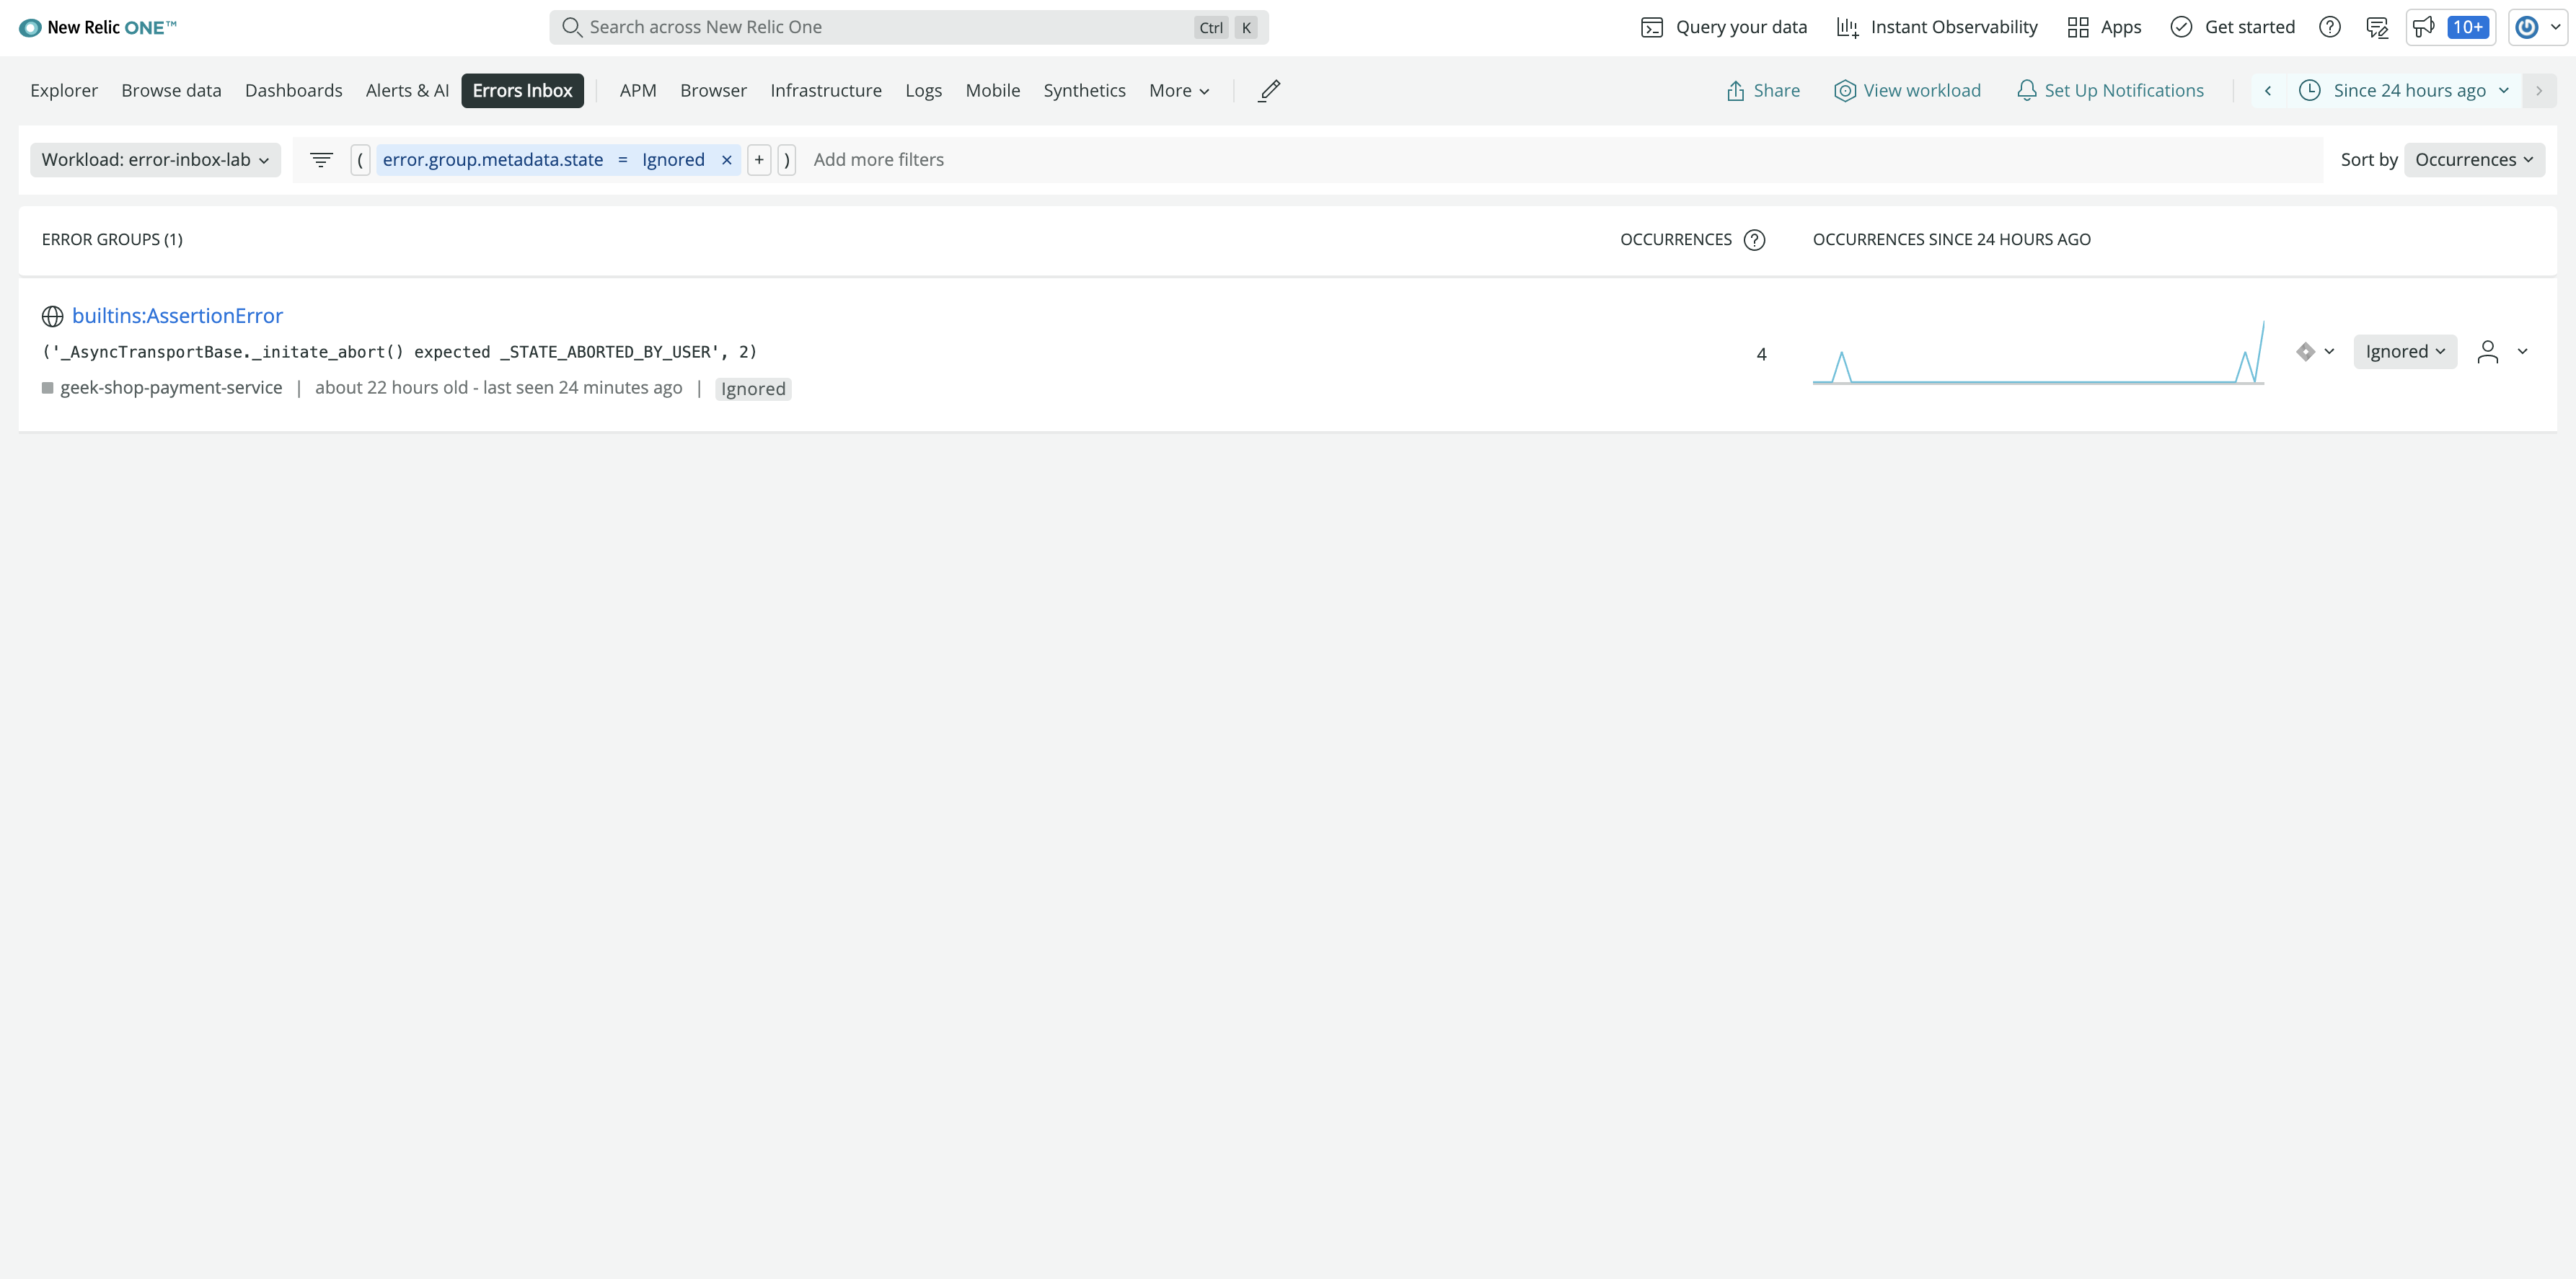 New Relic ONE™ Search across New Relic One Ctrl K Query your data Instant Observability Apps Get started 10+
Explorer Browse data Dashboards Alerts & AI Errors Inbox APM Browser Infrastructure Logs Mobile Synthetics More Share View workload Set Up Notifications Since 24 hours ago
Workload: error-inbox-lab ( error.group.metadata.state = Ignored × + ) Add more filters Sort by Occurrences
ERROR GROUPS (1) OCCURRENCES ? OCCURRENCES SINCE 24 HOURS AGO
builtins:AssertionError
('_AsyncTransportBase._initate_abort() expected _STATE_ABORTED_BY_USER', 2) 4 Ignored
geek-shop-payment-service | about 22 hours old - last seen 24 minutes ago | Ignored